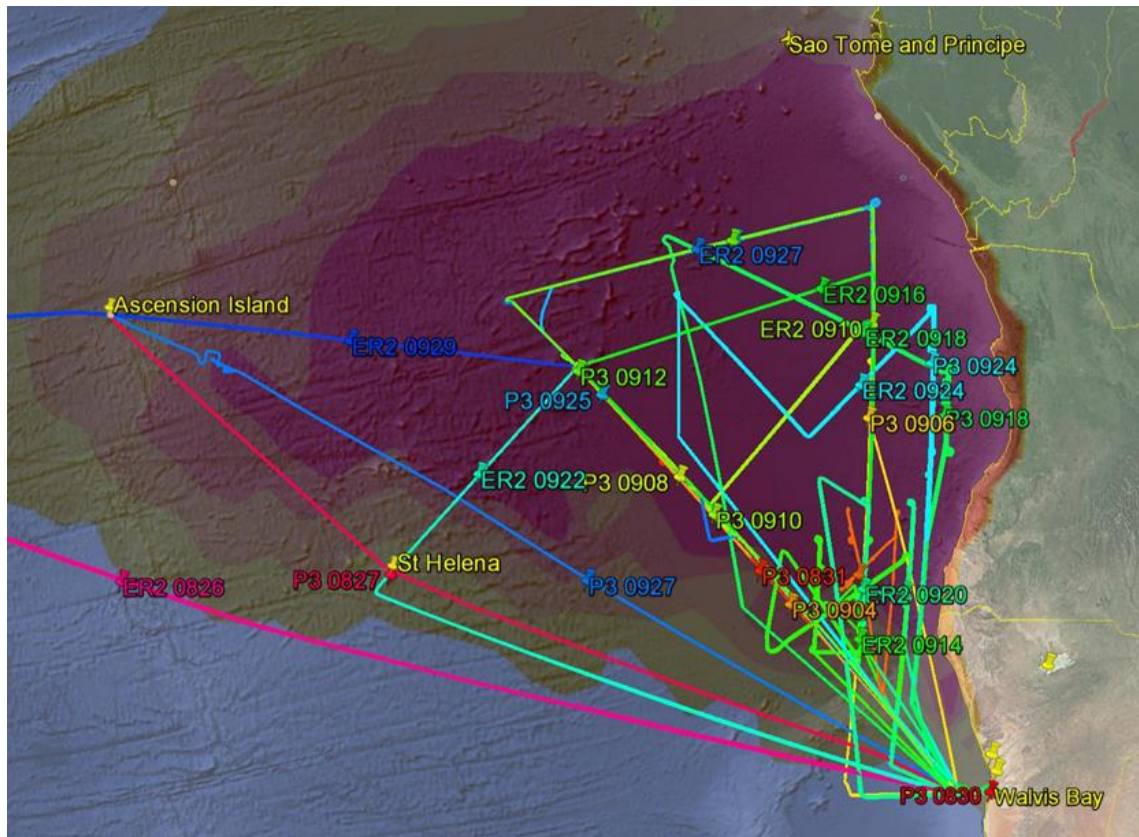 Sao Tome and Principe
ER2 0927
ER2 0916
Ascension Island
ER2 0910
ER2 0918
ER2 0929
P3 0924
P3 0912
ER2 0924
P3 0925
P3 0906
P3 0918
ER2 0922
P3 0908
P3 0910
St Helena
P3 0827
ER2 0826
P3 0927
P3 0831
ER2 0920
P3 0904
ER2 0914
P3 0830
Walvis Bay